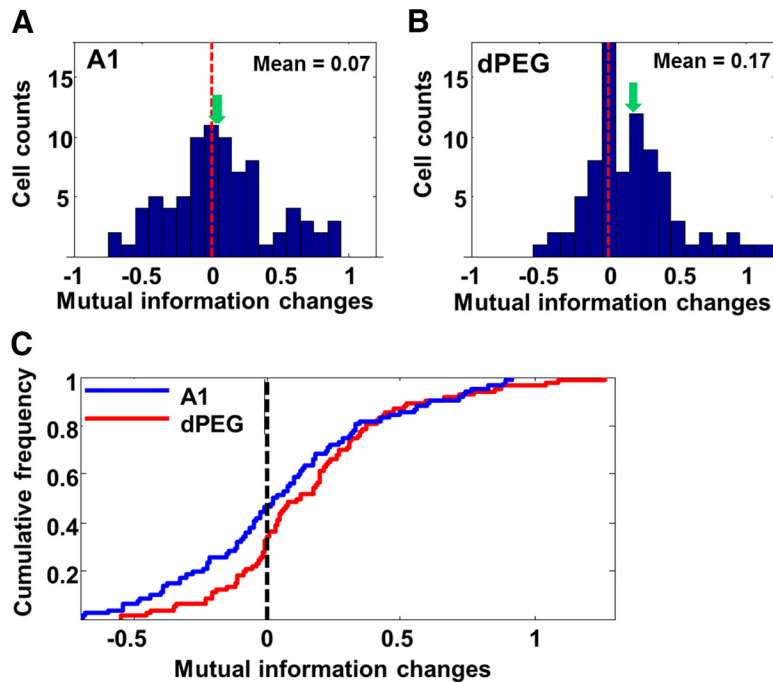 A
A1
Mean = 0.07
Cell counts
15
10
5
-1 -0.5 0 0.5 1
Mutual information changes
B
dPEG
Mean = 0.17
Cell counts
15
10
5
-1 -0.5 0 0.5 1
Mutual information changes
C
A1
dPEG
Cumulative frequency
1
0.8
0.6
0.4
0.2
-0.5 0 0.5 1
Mutual information changes